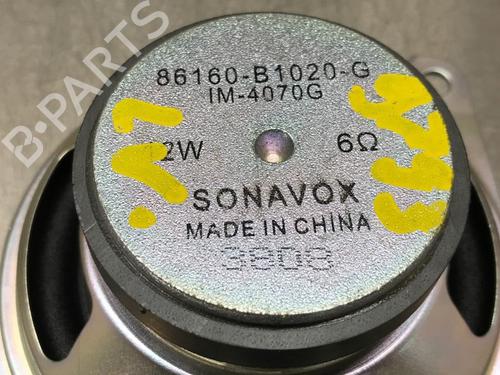 B-PARTS
86160-B1020-G
IM-4070G
2W 6Ω
SONAVOX
MADE IN CHINA
3808